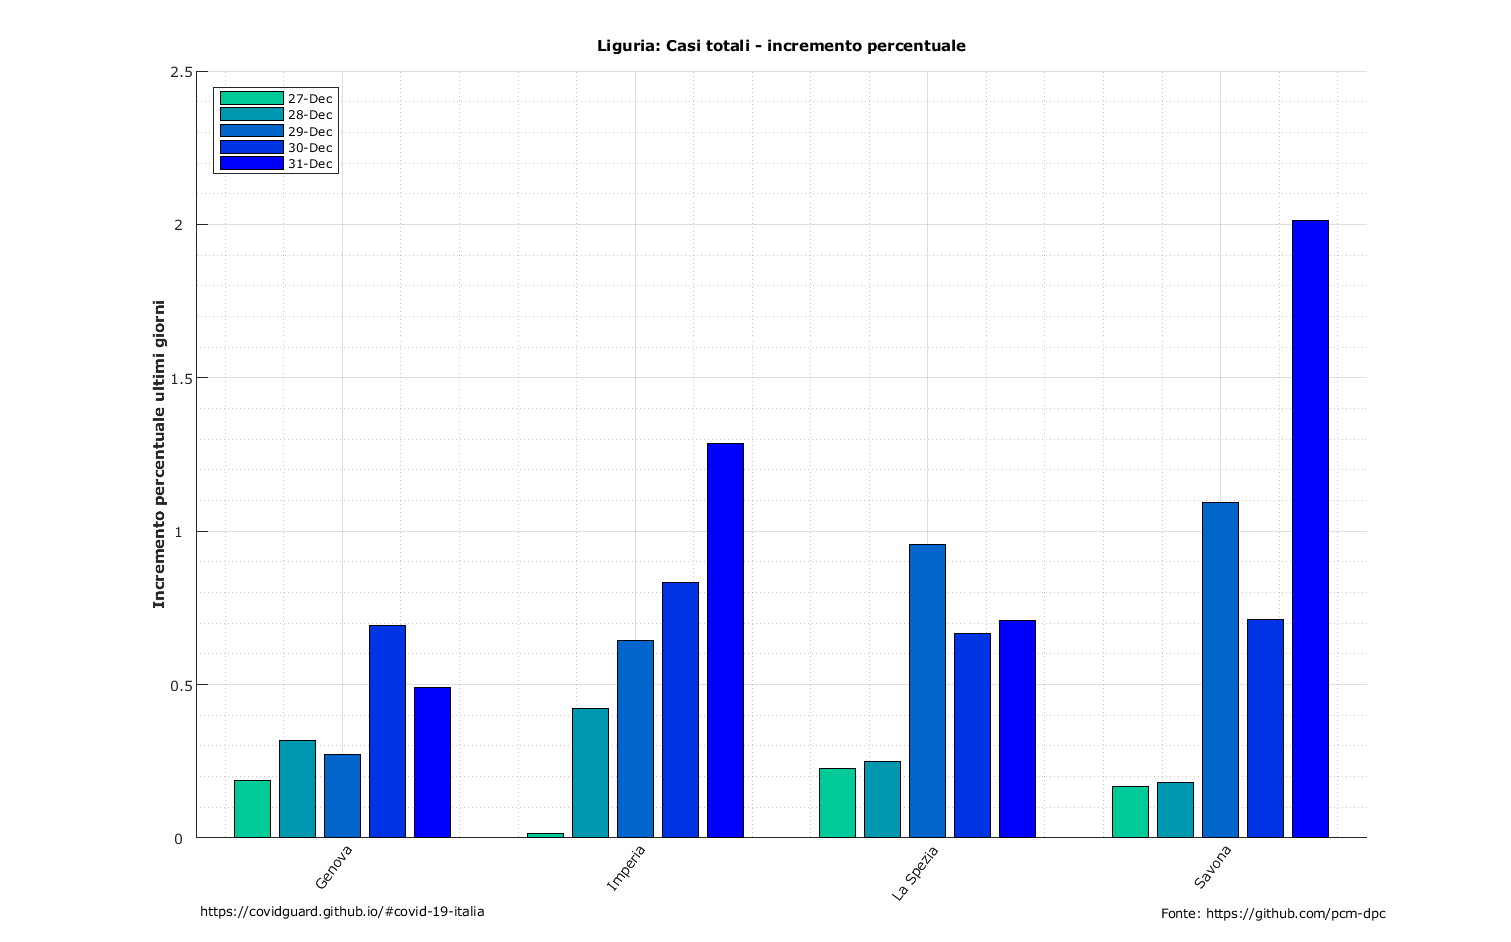 Liguria: Casi totali - incremento percentuale
2.5
2
1.5
1
0.5
0
Incremento percentuale ultimi giorni
27-Dec
28-Dec
29-Dec
30-Dec
31-Dec
Genova
Imperia
La Spezia
Savona
https://covidguard.github.io/#covid-19-italia
Fonte: https://github.com/pcm-dpc